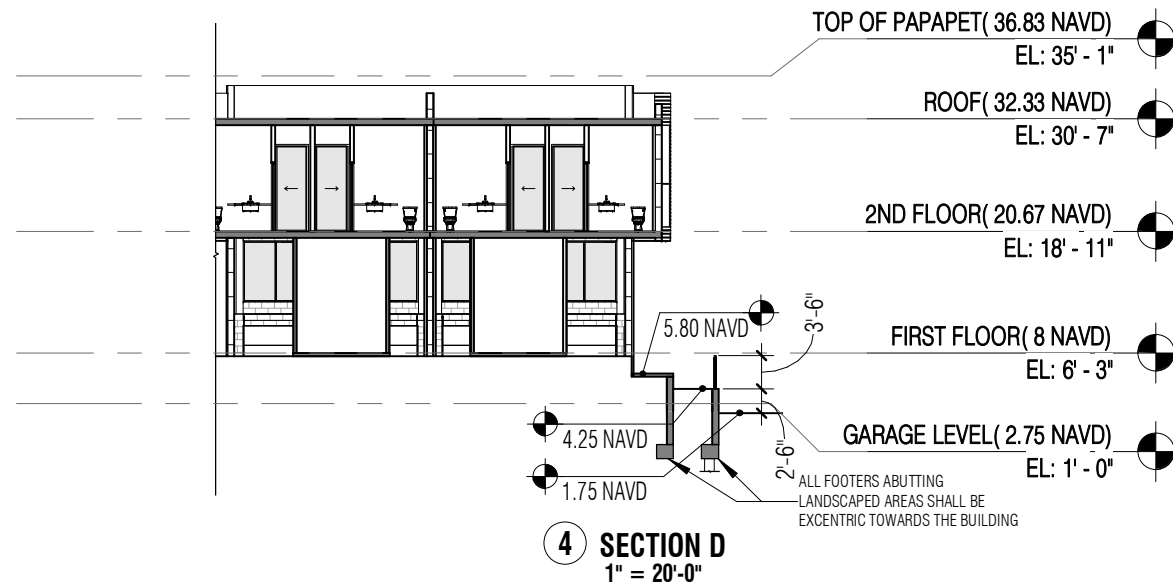 TOP OF PAPAPET( 36.83 NAVD)
EL: 35' - 1"
ROOF( 32.33 NAVD)
EL: 30' - 7"
2ND FLOOR( 20.67 NAVD)
EL: 18' - 11"
5.80 NAVD
3'-6"
FIRST FLOOR( 8 NAVD)
EL: 6' - 3"
4.25 NAVD
2'-6"
GARAGE LEVEL( 2.75 NAVD)
EL: 1' - 0"
1.75 NAVD
ALL FOOTERS ABUTTING
LANDSCAPED AREAS SHALL BE
EXCENTRIC TOWARDS THE BUILDING
4 SECTION D
1" = 20'-0"